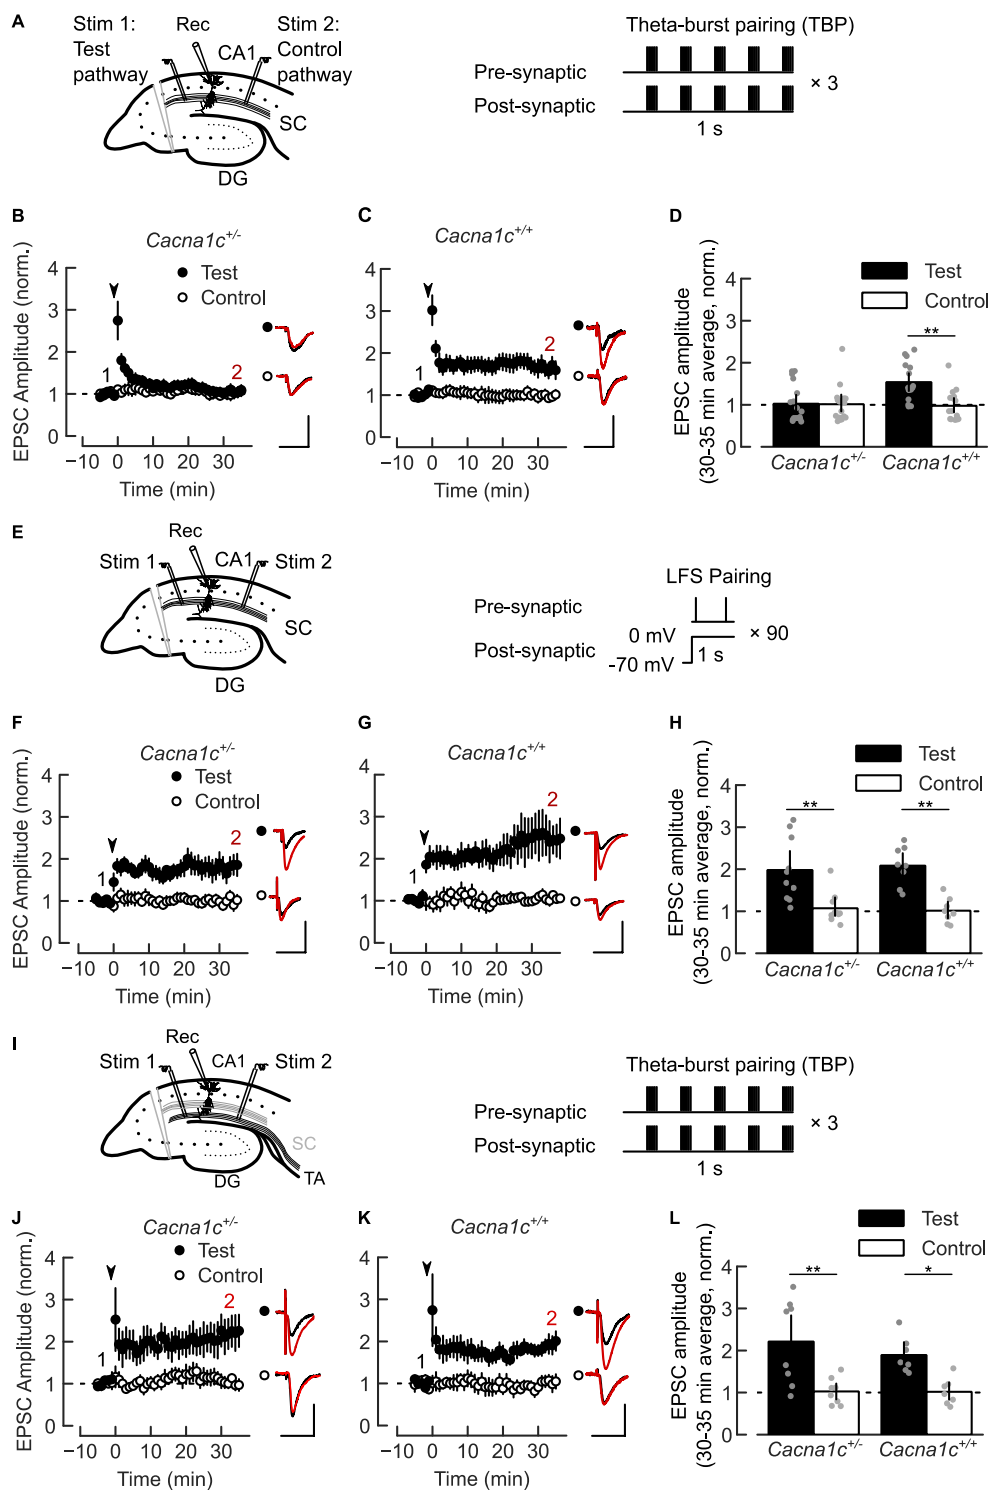 A
Stim 1:
Test
pathway
Rec
CA1
Stim 2:
Control
pathway
SC
DG
Theta-burst pairing (TBP)
Pre-synaptic
Post-synaptic
× 3
1 s
B
Cacna1c+/-
Test
Control
EPSC Amplitude (norm.)
4
3
2
1
0
1
2
−10 0 10 20 30
Time (min)
C
Cacna1c+/+
4
3
2
1
0
1
2
−10 0 10 20 30
Time (min)
D
Test
Control
EPSC amplitude
(30-35 min average, norm.)
4
3
2
1
0
**
Cacna1c+/-
Cacna1c+/+
E
Rec
Stim 1
CA1
Stim 2
SC
DG
LFS Pairing
Pre-synaptic
Post-synaptic
0 mV
-70 mV
1 s
× 90
F
Cacna1c+/-
Test
Control
EPSC Amplitude (norm.)
4
3
2
1
0
1
2
−10 0 10 20 30
Time (min)
G
Cacna1c+/+
4
3
2
1
0
1
2
−10 0 10 20 30
Time (min)
H
Test
Control
EPSC amplitude
(30-35 min average, norm.)
4
3
2
1
0
**
**
Cacna1c+/-
Cacna1c+/+
I
Rec
Stim 1
CA1
Stim 2
SC
DG
TA
Theta-burst pairing (TBP)
Pre-synaptic
Post-synaptic
× 3
1 s
J
Cacna1c+/-
Test
Control
EPSC Amplitude (norm.)
4
3
2
1
0
1
2
−10 0 10 20 30
Time (min)
K
Cacna1c+/+
4
3
2
1
0
1
2
−10 0 10 20 30
Time (min)
L
Test
Control
EPSC amplitude
(30-35 min average, norm.)
4
3
2
1
0
**
*
Cacna1c+/-
Cacna1c+/+